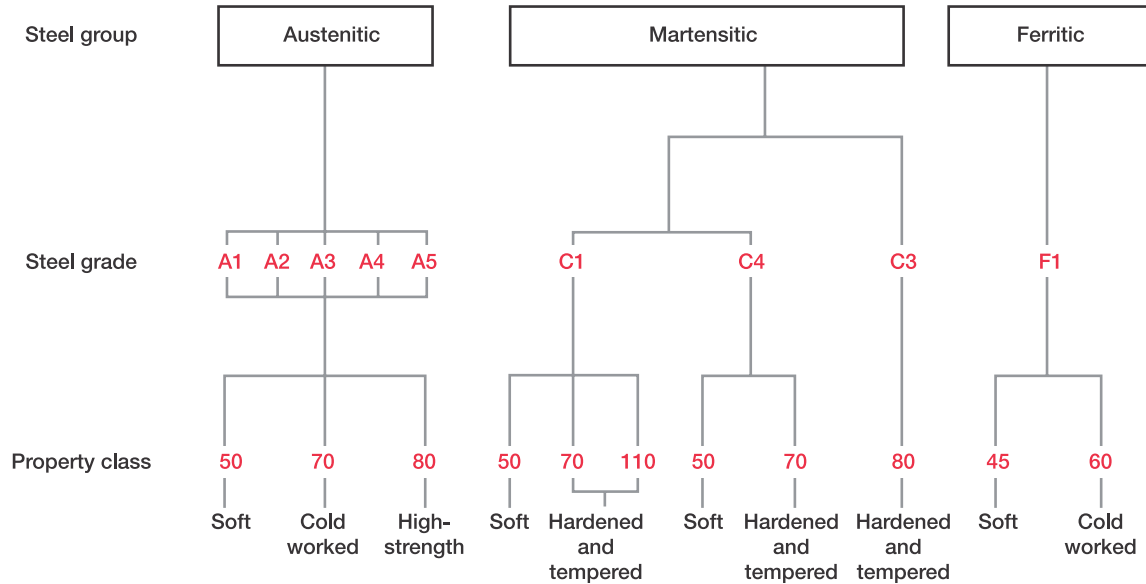 Steel group
Austenitic
Martensitic
Ferritic
Steel grade
A1 A2 A3 A4 A5
C1
C4
C3
F1
Property class
50 70 80
50 70 110
50 70
80
45 60
Soft
Cold
worked
High-
strength
Soft
Hardened
and
tempered
Soft
Hardened
and
tempered
Hardened
and
tempered
Soft
Cold
worked